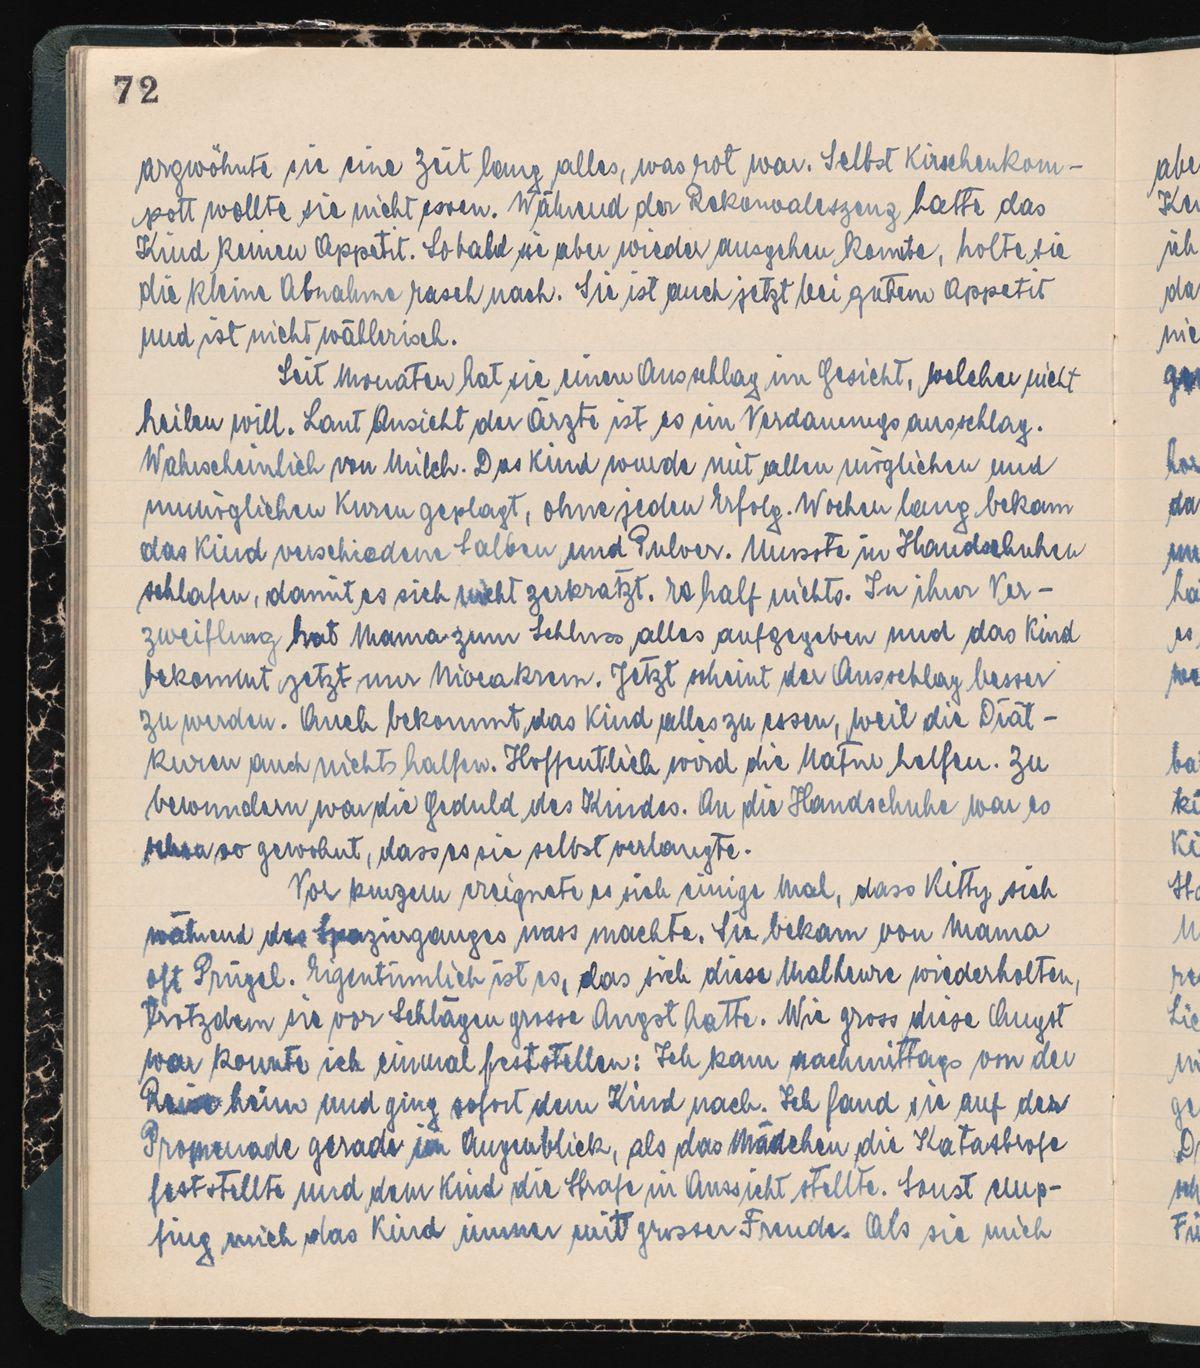 72
argwöhnte sie eine Zeit lang alles, was rot war. Selbst Kirschenkom-
pott wollte sie nicht essen. Während der Rekonvaleszenz hatte das
Kind keinen Appetit. Sobald sie aber wieder ausgehen konnte, holte sie
die kleine Abnahme rasch nach. Sie ist auch jetzt bei gutem Appetit
und ist nicht wählerisch.
Seit Monaten hat sie einen Ausschlag im Gesicht, welcher nicht
heilen will. Laut Ansicht der Ärzte ist es ein Verdauungsausschlag.
Wahrscheinlich von Milch. Das Kind wurde mit allen möglichen und
unmöglichen Kuren geplagt, ohne jeden Erfolg. Wochen lang bekam
das Kind verschiedene Salben und Pulver. Musste in Handschuhen
schlafen, damit es sich nicht zerkratzt. Es half nichts. In ihrer Ver-
zweiflung hat Mama zum Schluss alles aufgegeben und das Kind
bekommt jetzt nur Niveakrem. Jetzt scheint der Ausschlag besser
zu werden. Auch bekommt das Kind alles zu essen, weil die Diät-
kuren auch nichts halfen. Hoffentlich wird die Natur helfen. Zu
bewundern war die Geduld des Kindes. An die Handschuhe war es
schon so gewohnt, dass es sie selbst verlangte.
Vor kurzem ereignete es sich einige Mal, dass Kitty sich
während des Spazierganges nass machte. Sie bekam von Mama
oft Prügel. Eigentümlich ist es, das sich diese Malheure wiederholten,
trotzdem sie vor Schlägen grosse Angst hatte. Wie gross diese Angst
war konnte ich einmal feststellen: Ich kam nachmittags von der
Reise heim und ging sofort dem Kind nach. Ich fand sie auf der
Promenade gerade im Augenblick, als das Mädchen die Katastrofe
feststellte und dem Kind die Strafe in Aussicht stellte. Sonst emp-
fing mich das Kind immer mit grosser Freude. Als sie mich